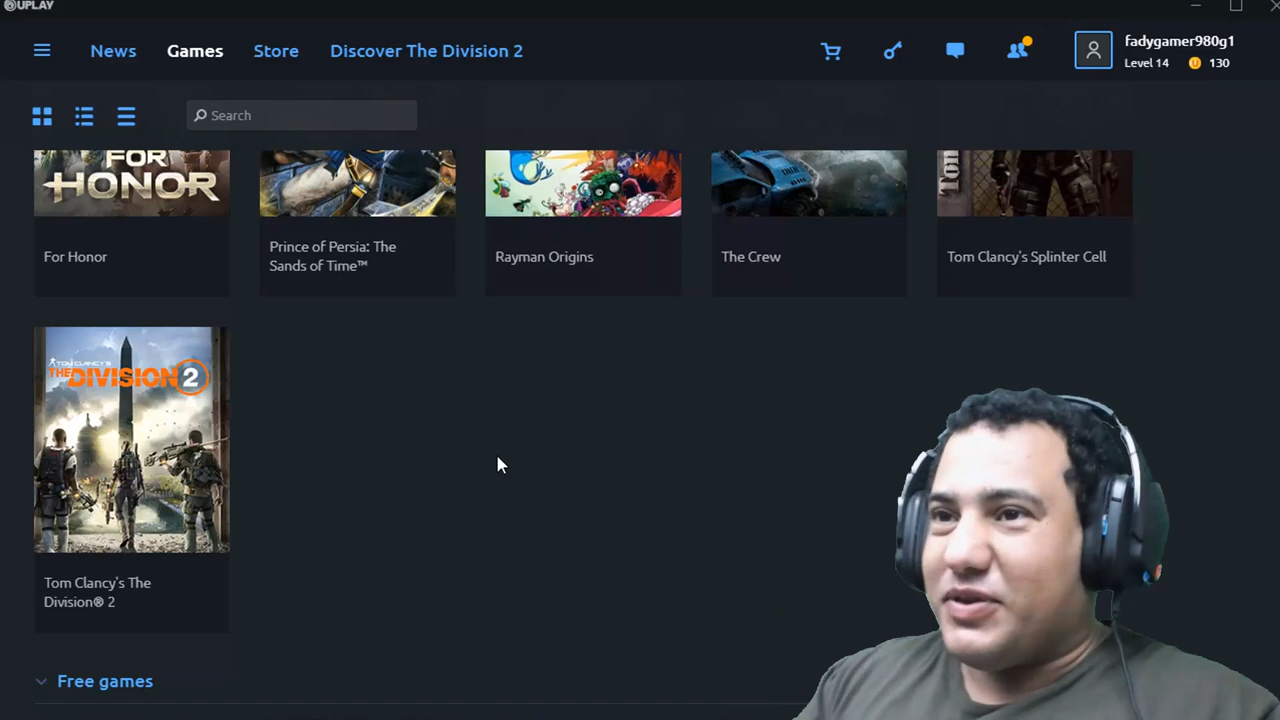 UPLAY
News Games Store Discover The Division 2
fadygamer980g1
Level 14 130
Search
FOR
HONOR
Tom
For Honor
Prince of Persia: The
Sands of Time™
Rayman Origins
The Crew
Tom Clancy's Splinter Cell
TOM CLANCY'S
THE DIVISION 2
Tom Clancy's The
Division® 2
Free games